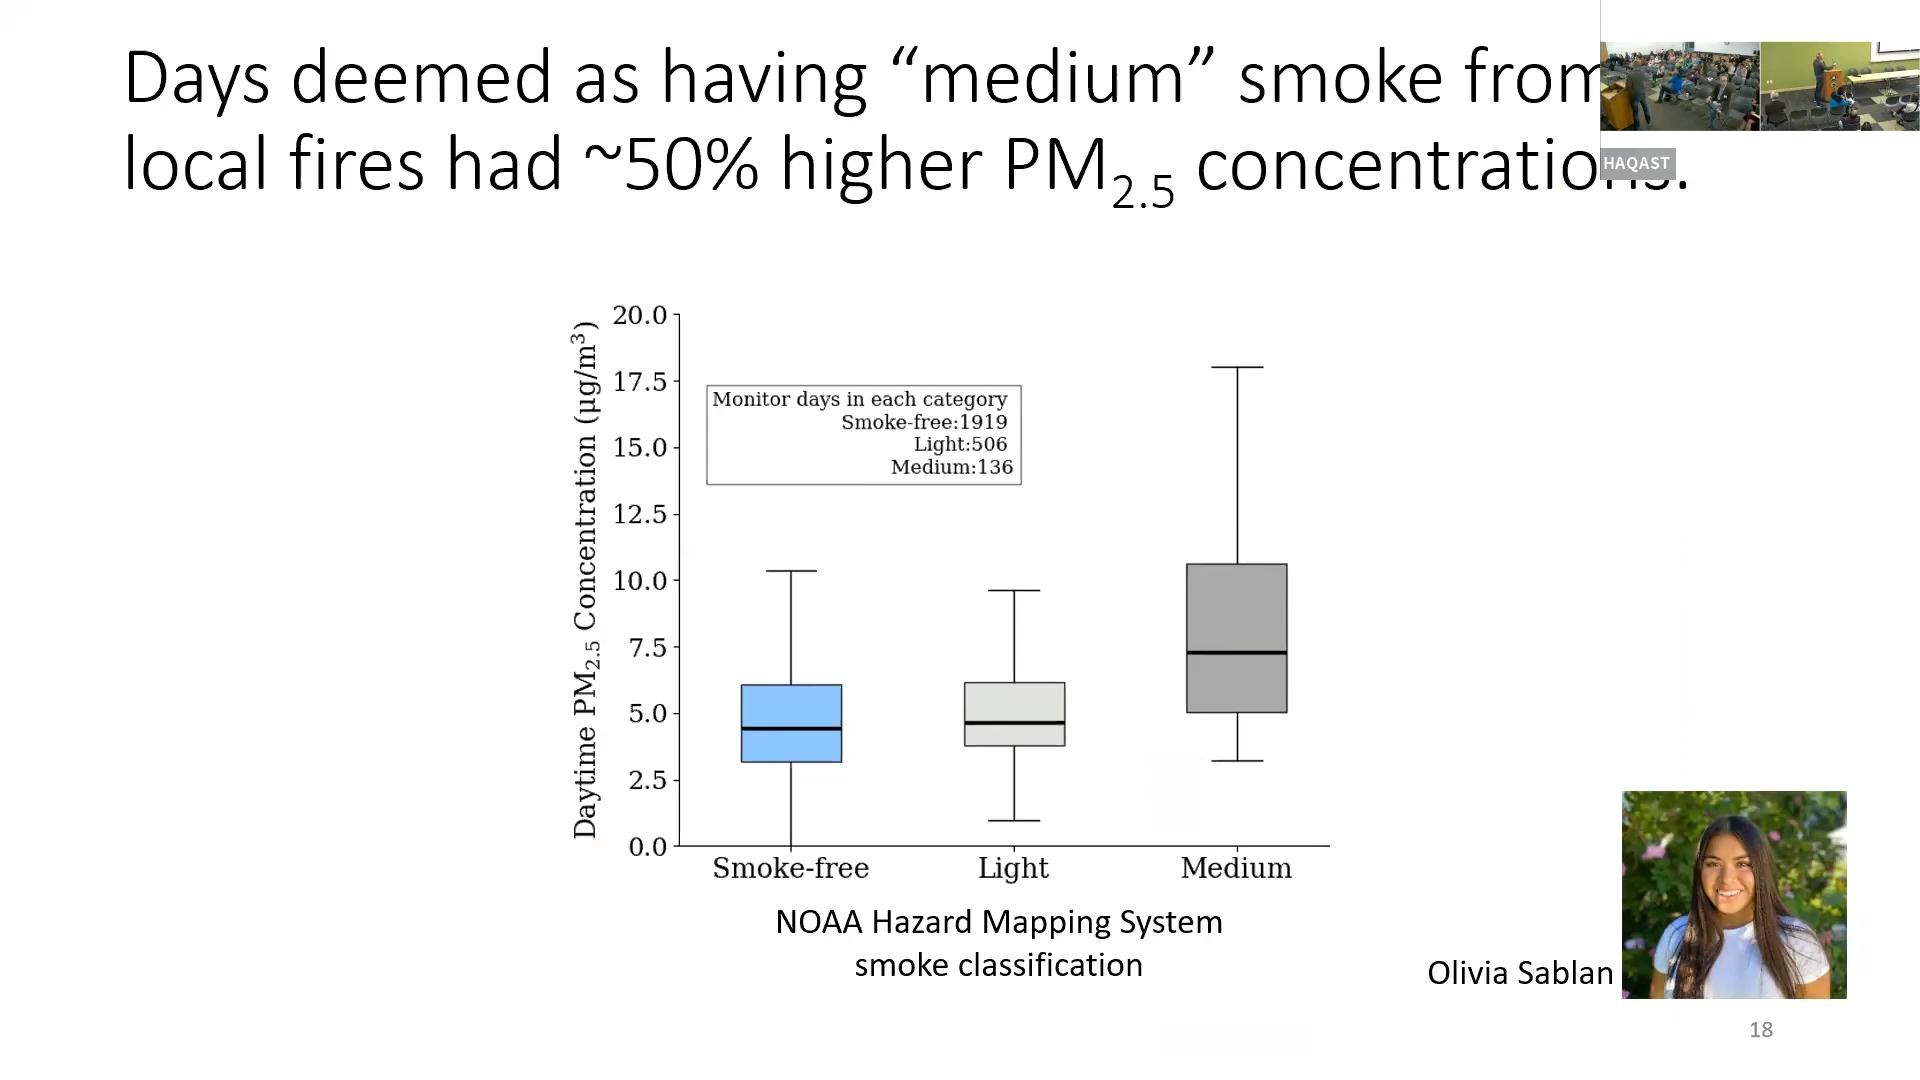 Days deemed as having “medium” smoke from
local fires had ~50% higher PM2.5 concentrations.
HAQAST
Daytime PM2.5 Concentration (μg/m3)
20.0
17.5
15.0
12.5
10.0
7.5
5.0
2.5
0.0
Monitor days in each category
Smoke-free:1919
Light:506
Medium:136
Smoke-free
Light
Medium
NOAA Hazard Mapping System
smoke classification
Olivia Sablan
18